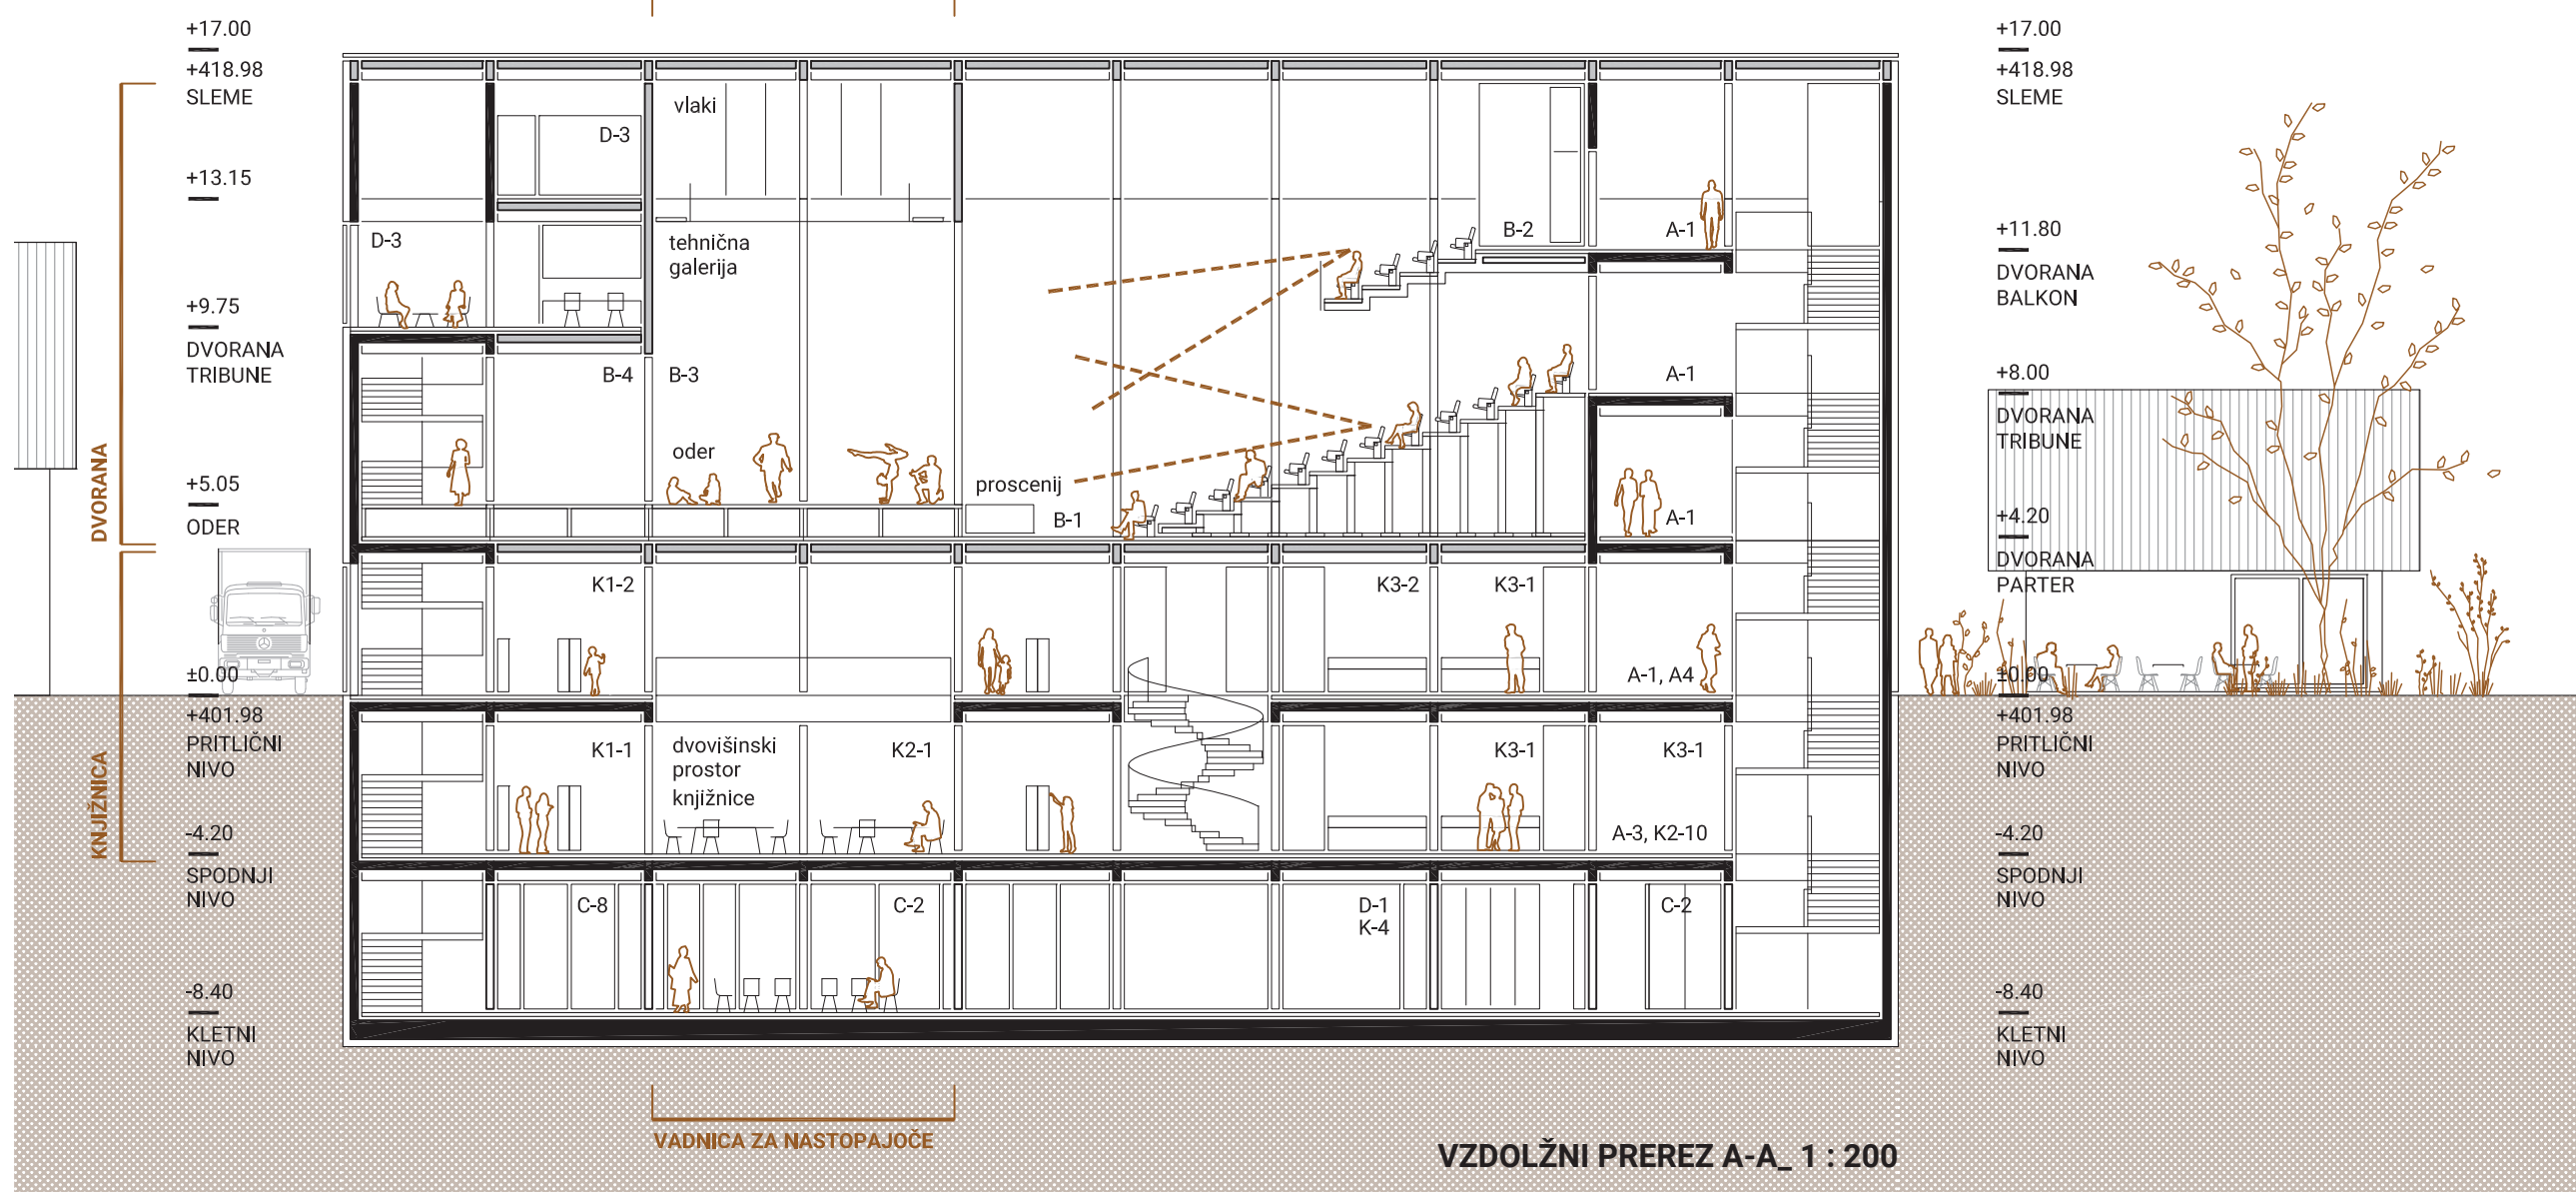 +17.00
+418.98
SLEME
+13.15
+9.75
DVORANA
TRIBUNE
+5.05
ODER
±0.00
+401.98
PRITLIČNI
NIVO
-4.20
SPODNJI
NIVO
-8.40
KLETNI
NIVO
DVORANA
KNJIŽNICA
vlaki
D-3
D-3
tehnična
galerija
B-2
A-1
B-4
B-3
A-1
oder
proscenij
B-1
A-1
K1-2
K3-2
K3-1
A-1, A4
K1-1
dvovišinski
prostor
knjižnice
K2-1
K3-1
K3-1
A-3, K2-10
C-8
C-2
D-1
K-4
C-2
+17.00
+418.98
SLEME
+11.80
DVORANA
BALKON
+8.00
DVORANA
TRIBUNE
+4.20
DVORANA
PARTER
±0.00
+401.98
PRITLIČNI
NIVO
-4.20
SPODNJI
NIVO
-8.40
KLETNI
NIVO
VADNICA ZA NASTOPAJOČE
VZDOLŽNI PREREZ A-A_ 1 : 200